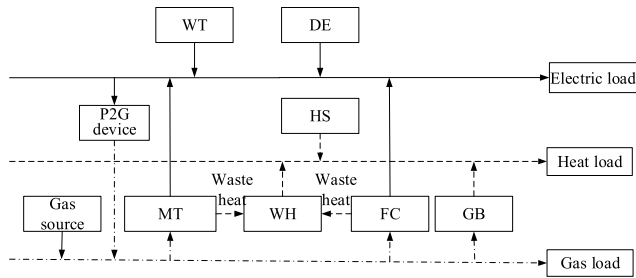 WT
DE
Electric load
P2G
device
HS
Heat load
Waste
heat
Waste
heat
Gas
source
MT
WH
FC
GB
Gas load